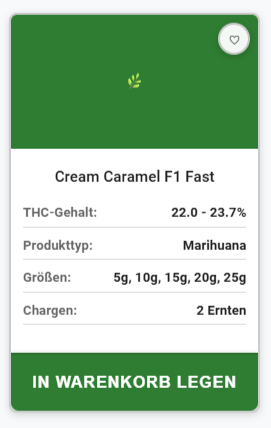 Cream Caramel F1 Fast
THC-Gehalt: 22.0 - 23.7%
Produkttyp: Marihuana
Größen: 5g, 10g, 15g, 20g, 25g
Chargen: 2 Ernten
IN WARENKORB LEGEN